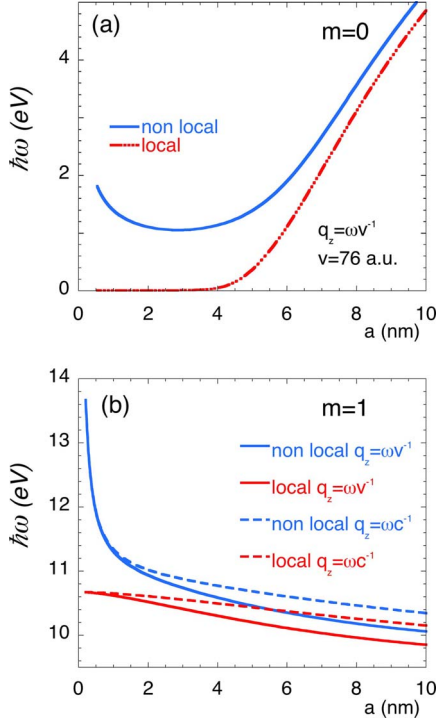 (a)
m=0
4
ħω (eV)
non local
local
2
q_z=ωv⁻¹
v=76 a.u.
0
0 2 4 6 8 10
a (nm)
14
(b)
m=1
13
non local q_z=ωv⁻¹
local q_z=ωv⁻¹
12
ħω (eV)
non local q_z=ωc⁻¹
local q_z=ωc⁻¹
11
10
0 2 4 6 8 10
a (nm)